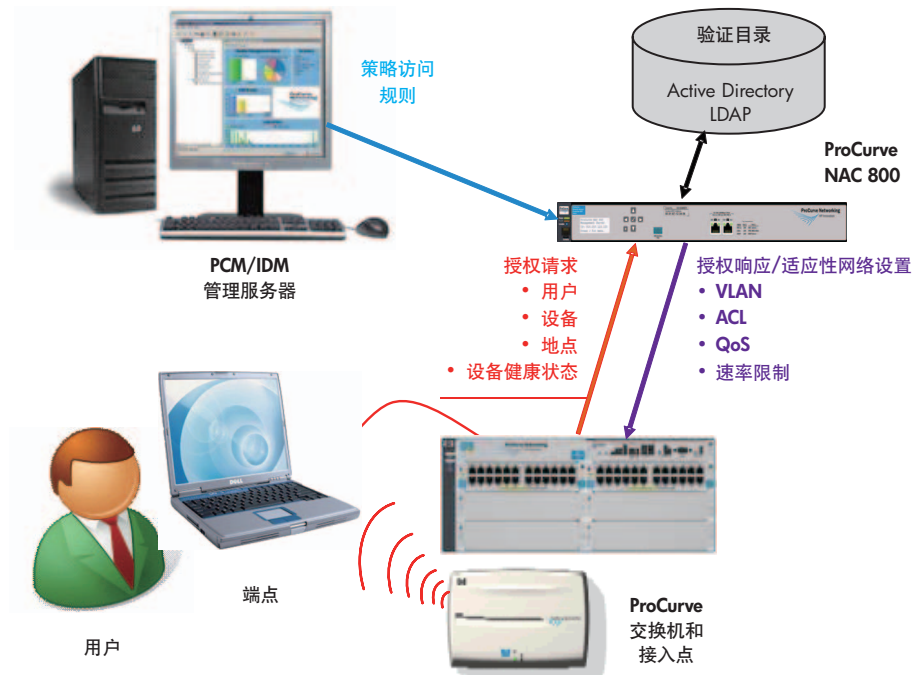 验证目录
Active Directory
LDAP
策略访问
规则
ProCurve
NAC 800
ProCurve Networking
PCM/IDM
管理服务器
授权请求
• 用户
• 设备
• 地点
• 设备健康状态
授权响应/适应性网络设置
• VLAN
• ACL
• QoS
• 速率限制
DELL
端点
用户
ProCurve
交换机和
接入点